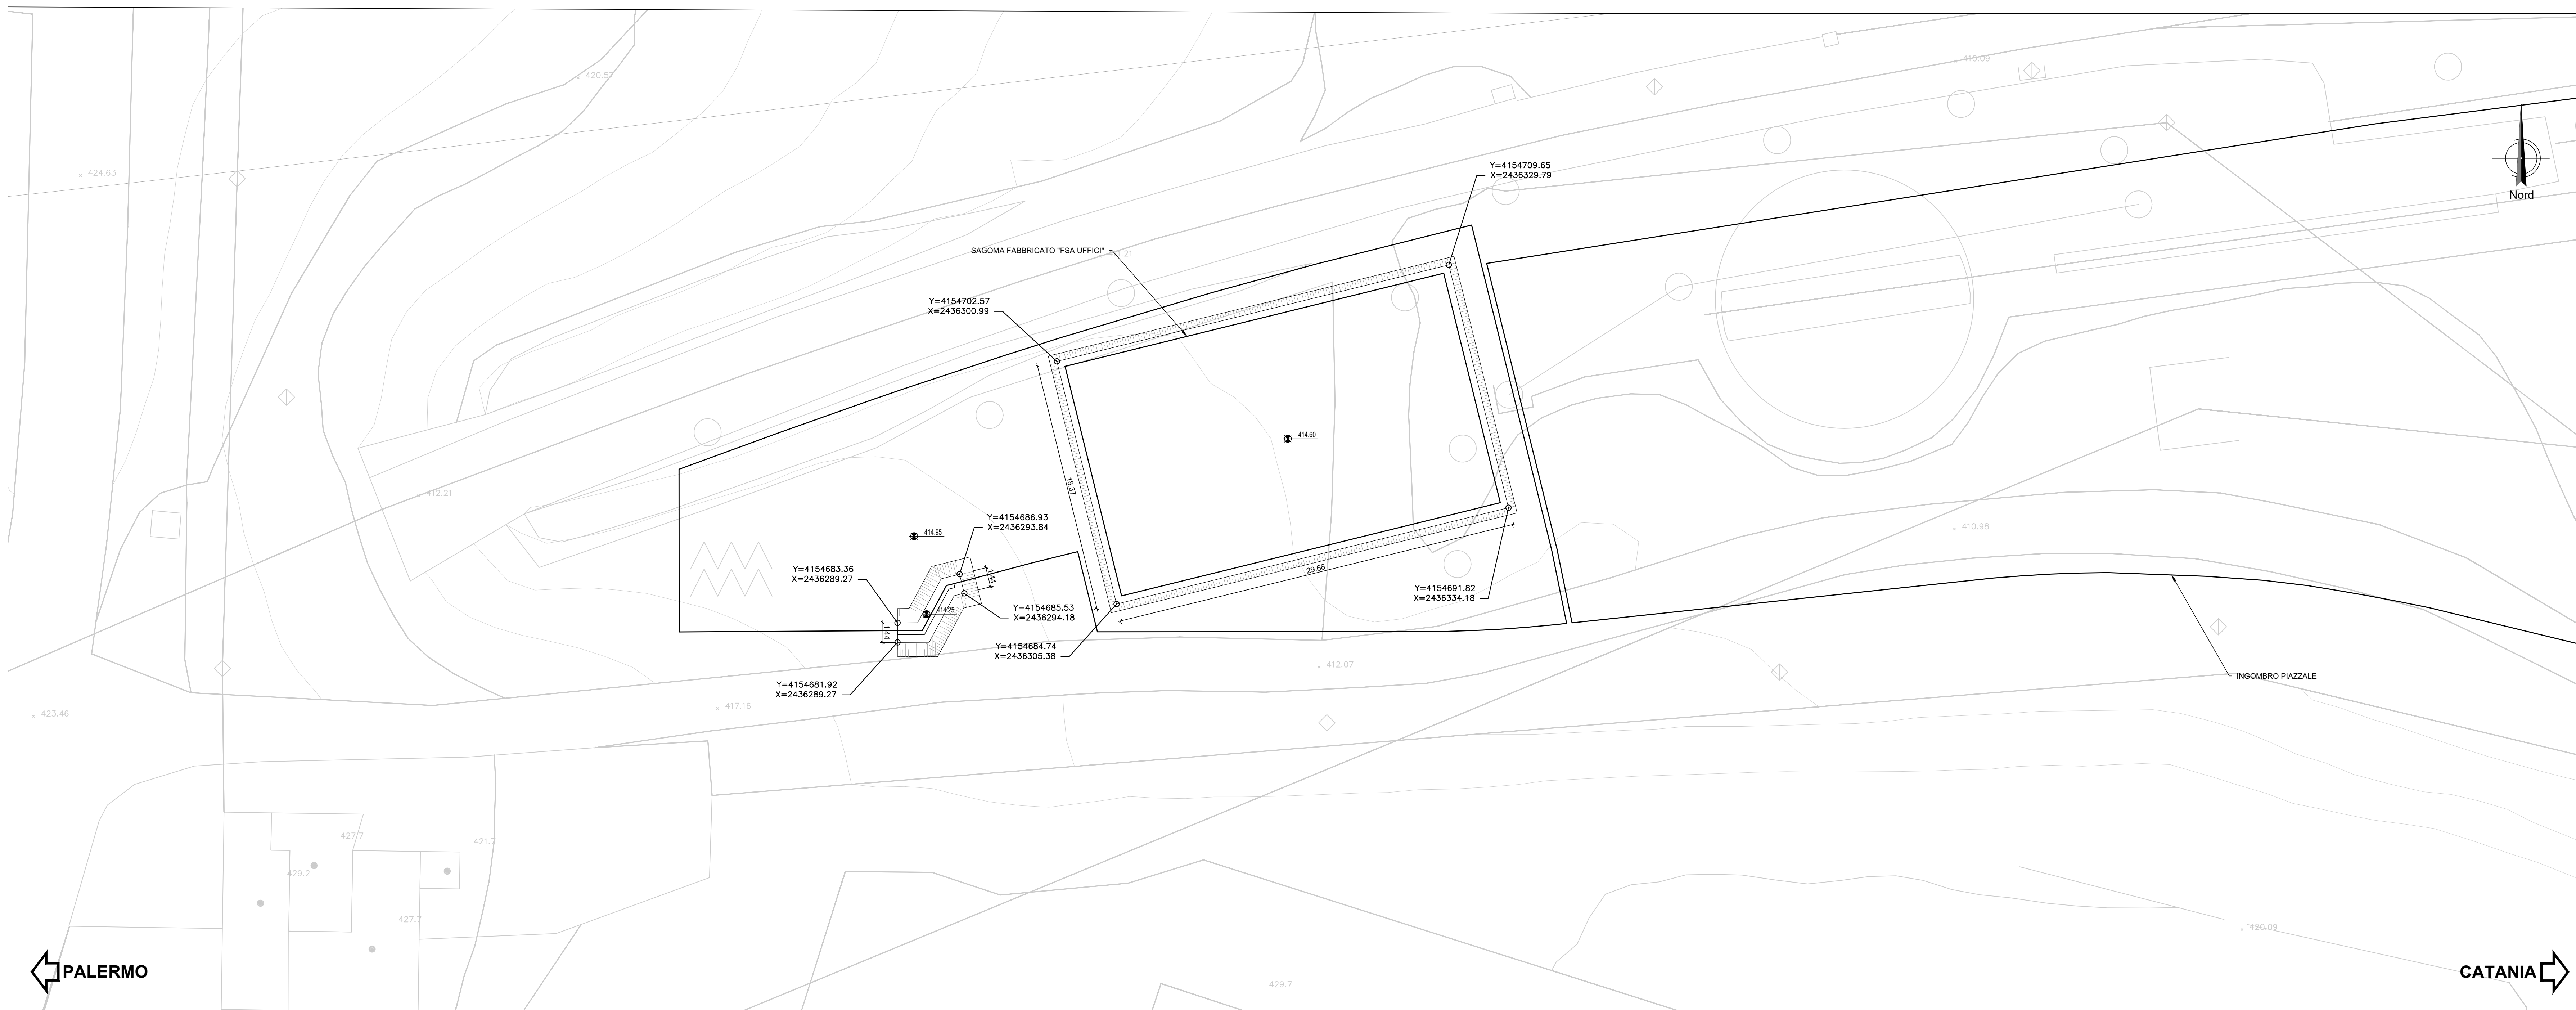 420.57
410.09
424.63
Y=4154709.65
X=2436329.79
Nord
SAGOMA FABBRICATO "FSA UFFICI"
Y=4154702.57
X=2436300.99
414.60
18.37
412.21
Y=4154686.93
X=2436293.84
414.95
410.98
Y=4154683.36
X=2436289.27
1.44
29.66
Y=4154691.82
X=2436334.18
Y=4154685.53
X=2436294.18
414.25
1.44
Y=4154684.74
X=2436305.38
412.07
INGOMBRO PIAZZALE
Y=4154681.92
X=2436289.27
417.16
423.46
427.7
421.7
429.2
427.7
420.09
PALERMO
CATANIA
429.7